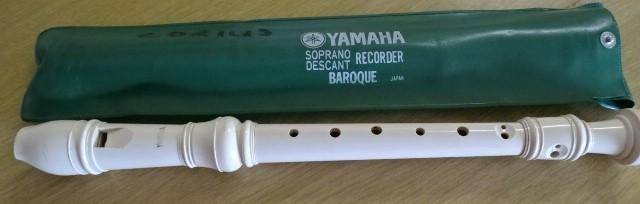 YAMAHA
SOPRANO
DESCANT RECORDER
BAROQUE
JAPAN